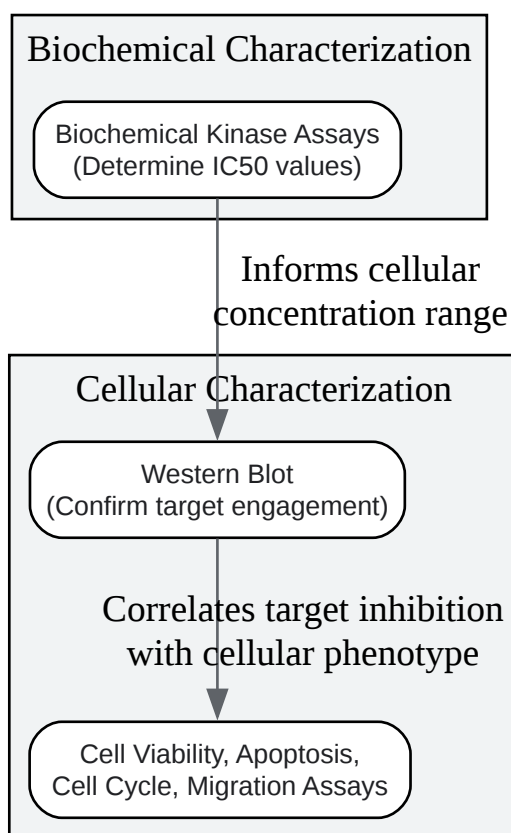 Biochemical Characterization
Biochemical Kinase Assays
(Determine IC50 values)
Informs cellular
concentration range
Cellular Characterization
Western Blot
(Confirm target engagement)
Correlates target inhibition
with cellular phenotype
Cell Viability, Apoptosis,
Cell Cycle, Migration Assays